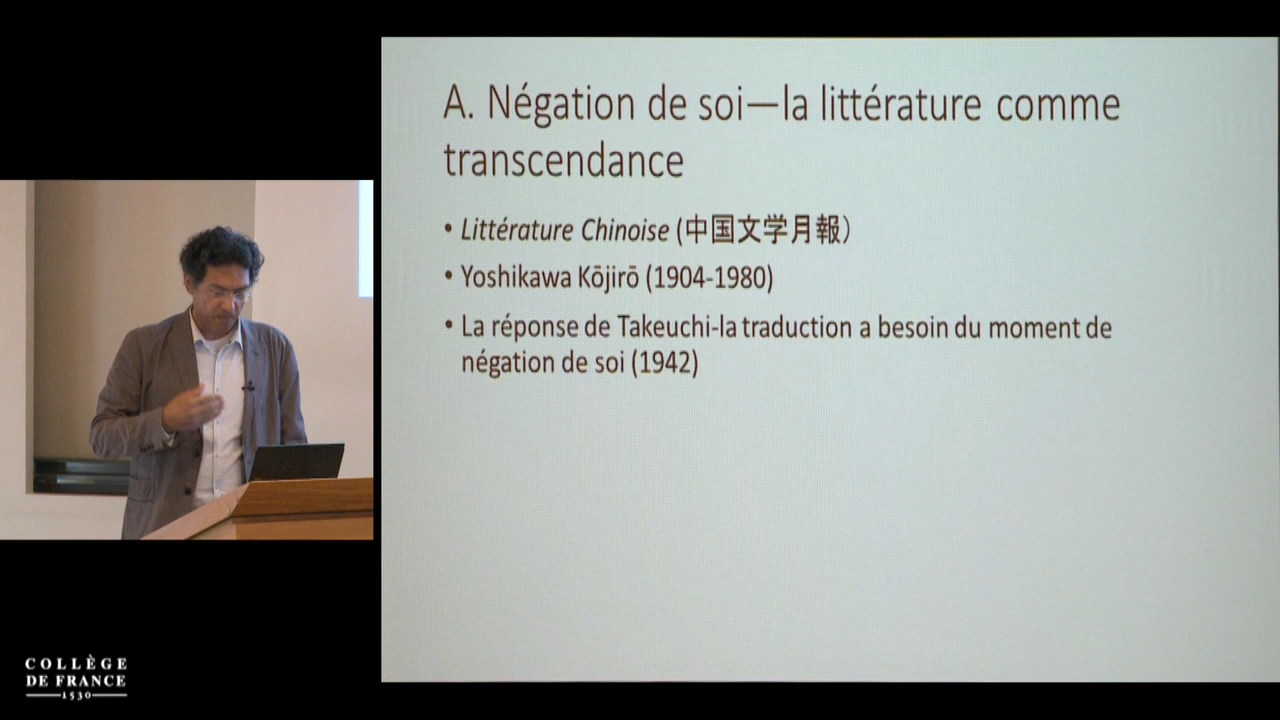 A. Négation de soi—la littérature comme
transcendance
• Littérature Chinoise (中国文学月報）
• Yoshikawa Kōjirō (1904-1980)
• La réponse de Takeuchi-la traduction a besoin du moment de
négation de soi (1942)
COLLÈGE
DE FRANCE
1530